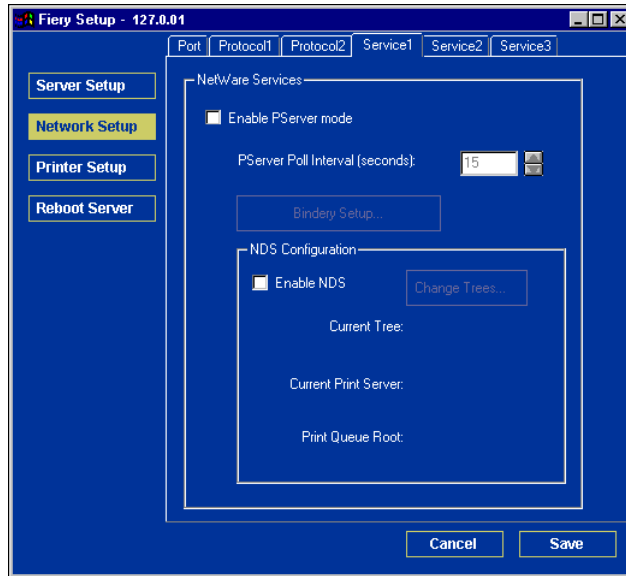 Fiery Setup - 127.0.01
Port Protocol1 Protocol2 Service1 Service2 Service3
Server Setup
Network Setup
Printer Setup
Reboot Server
NetWare Services
Enable PServer mode
PServer Poll Interval (seconds): 15
Bindery Setup...
NDS Configuration
Enable NDS Change Trees...
Current Tree:
Current Print Server:
Print Queue Root:
Cancel Save